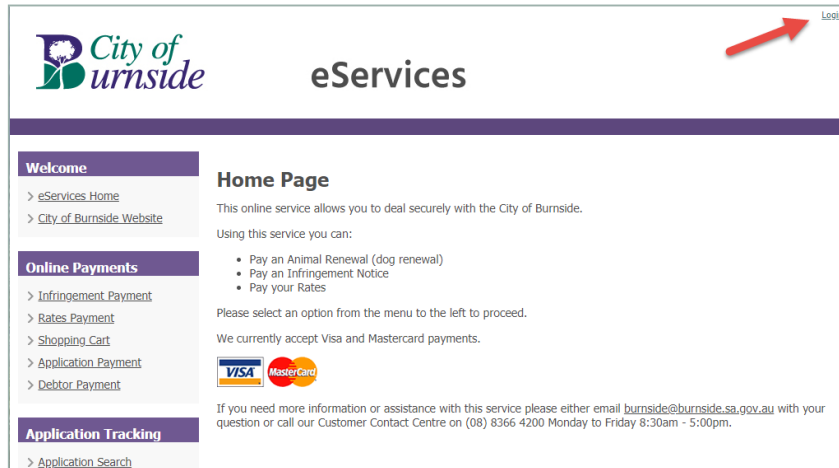 Login
City of
Burnside
eServices
Welcome
> eServices Home
> City of Burnside Website
Online Payments
> Infringement Payment
> Rates Payment
> Shopping Cart
> Application Payment
> Debtor Payment
Application Tracking
> Application Search
Home Page
This online service allows you to deal securely with the City of Burnside.
Using this service you can:
• Pay an Animal Renewal (dog renewal)
• Pay an Infringement Notice
• Pay your Rates
Please select an option from the menu to the left to proceed.
We currently accept Visa and Mastercard payments.
VISA MasterCard
If you need more information or assistance with this service please either email burnside@burnside.sa.gov.au with your
question or call our Customer Contact Centre on (08) 8366 4200 Monday to Friday 8:30am - 5:00pm.